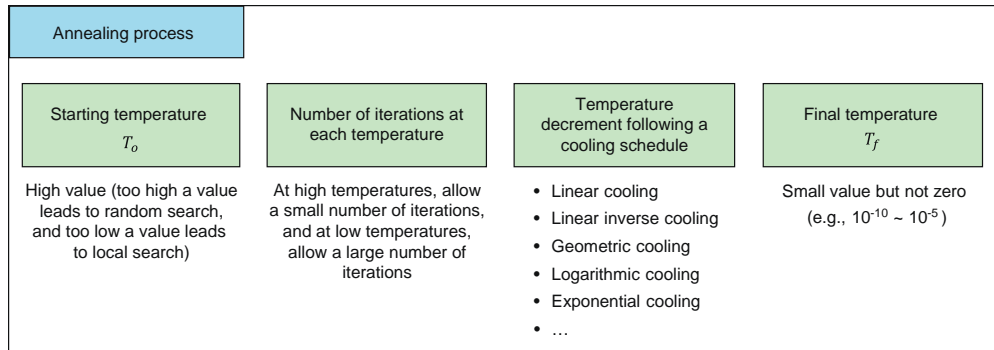 Annealing process
Starting temperature
Tₒ
High value (too high a value
leads to random search,
and too low a value leads
to local search)
Number of iterations at
each temperature
At high temperatures, allow
a small number of iterations,
and at low temperatures,
allow a large number of
iterations
Temperature
decrement following a
cooling schedule
• Linear cooling
• Linear inverse cooling
• Geometric cooling
• Logarithmic cooling
• Exponential cooling
• …
Final temperature
T_f
Small value but not zero
(e.g., 10⁻¹⁰ ~ 10⁻⁵ )